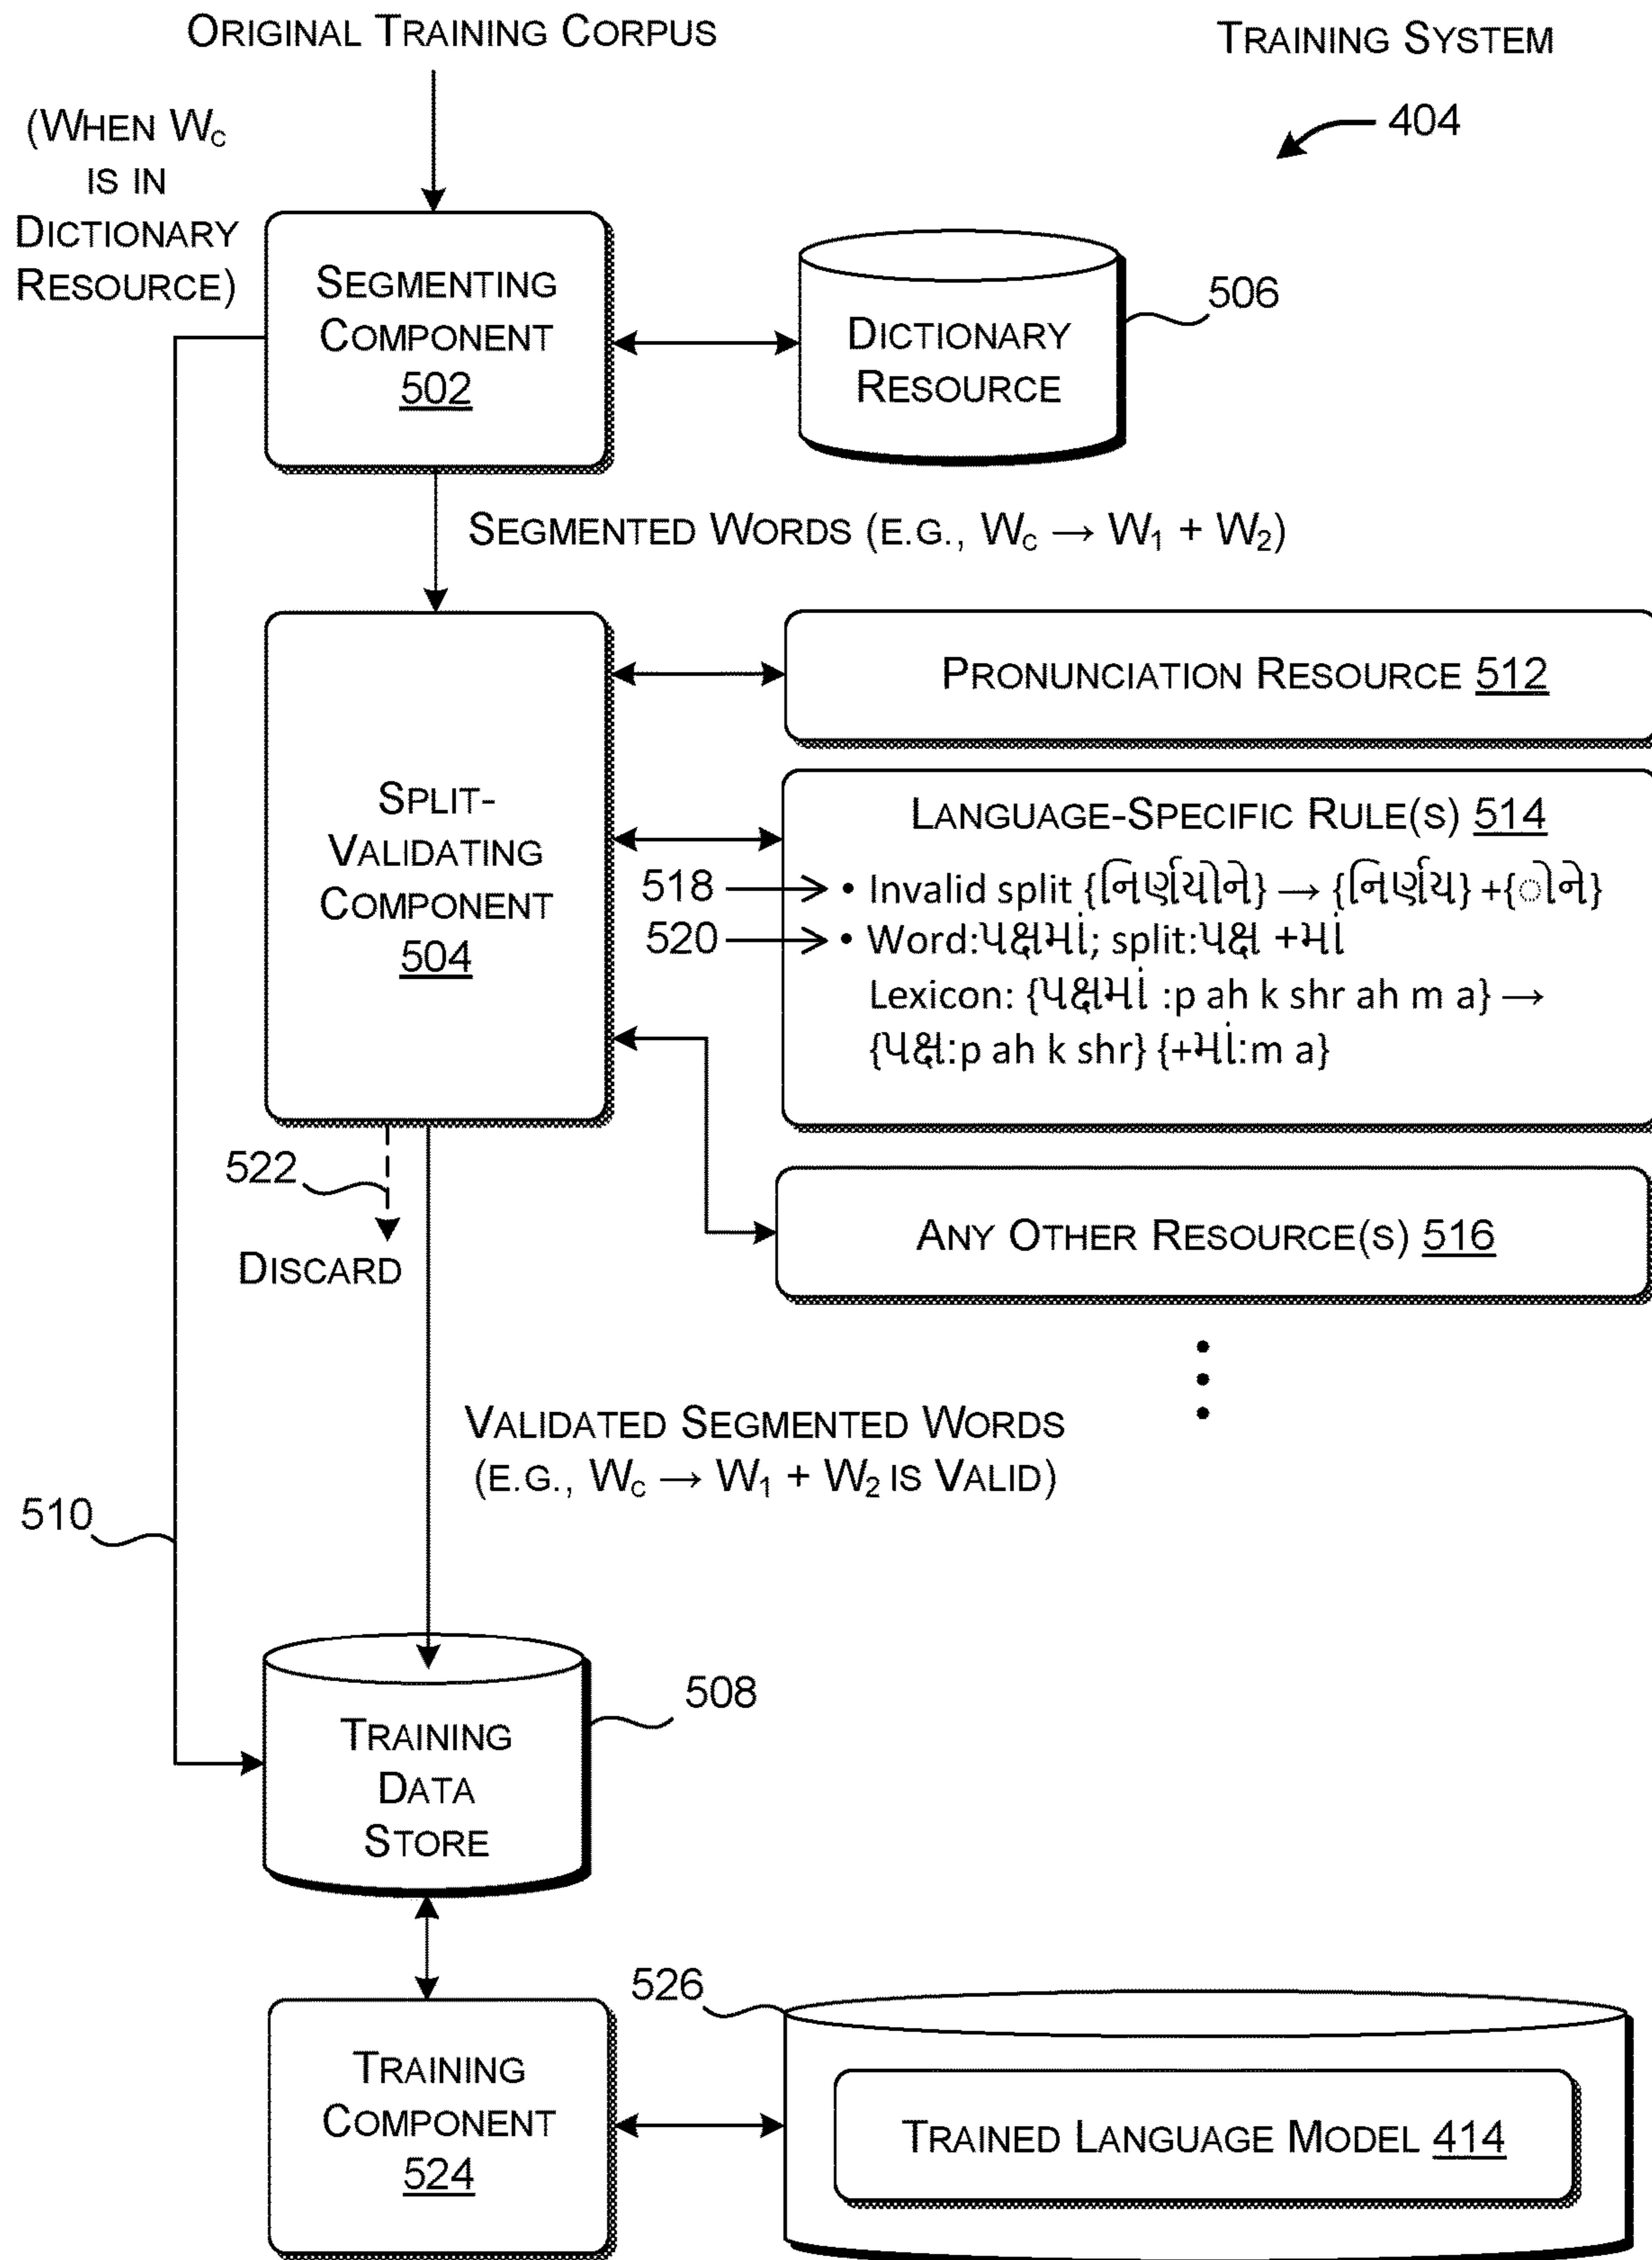 ORIGINAL TRAINING CORPUS
TRAINING SYSTEM
404
(WHEN Wc
IS IN
DICTIONARY
RESOURCE)
SEGMENTING
COMPONENT
502
DICTIONARY
RESOURCE
506
SEGMENTED WORDS (E.G., Wc → W1 + W2)
SPLIT-
VALIDATING
COMPONENT
504
PRONUNCIATION RESOURCE 512
LANGUAGE-SPECIFIC RULE(S) 514
518
• Invalid split {નિર્ણયોને} → {નિર્ણય} +{ોને}
520
• Word:પક્ષમાં; split:પક્ષ +માં
Lexicon: {પક્ષમાં :p ah k shr ah m a} →
{પક્ષ:p ah k shr} {+માં:m a}
522
DISCARD
ANY OTHER RESOURCE(S) 516
VALIDATED SEGMENTED WORDS
(E.G., Wc → W1 + W2 IS VALID)
510
508
TRAINING
DATA
STORE
526
TRAINING
COMPONENT
524
TRAINED LANGUAGE MODEL 414